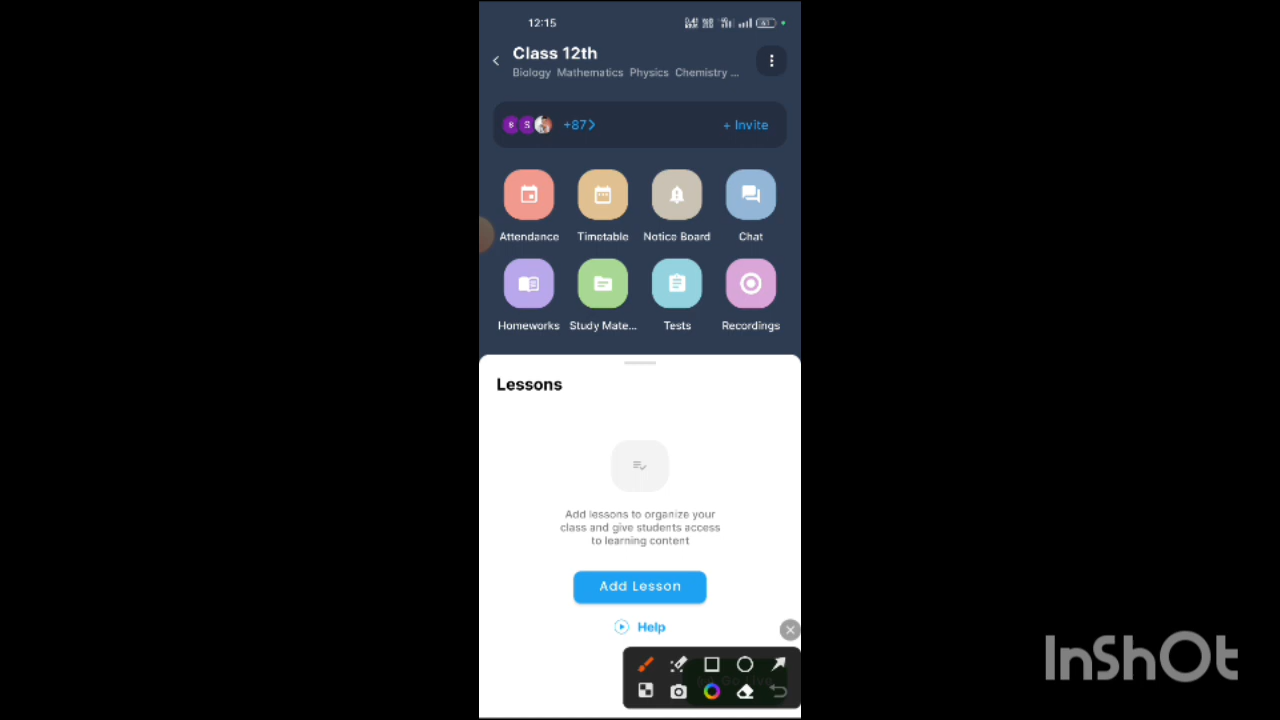 12:15
Class 12th
Biology Mathematics Physics Chemistry ...
S S +87 + Invite
Attendance Timetable Notice Board Chat
Homeworks Study Mate... Tests Recordings
Lessons
Add lessons to organize your
class and give students access
to learning content
Add Lesson
Help
Go Live
InShOt